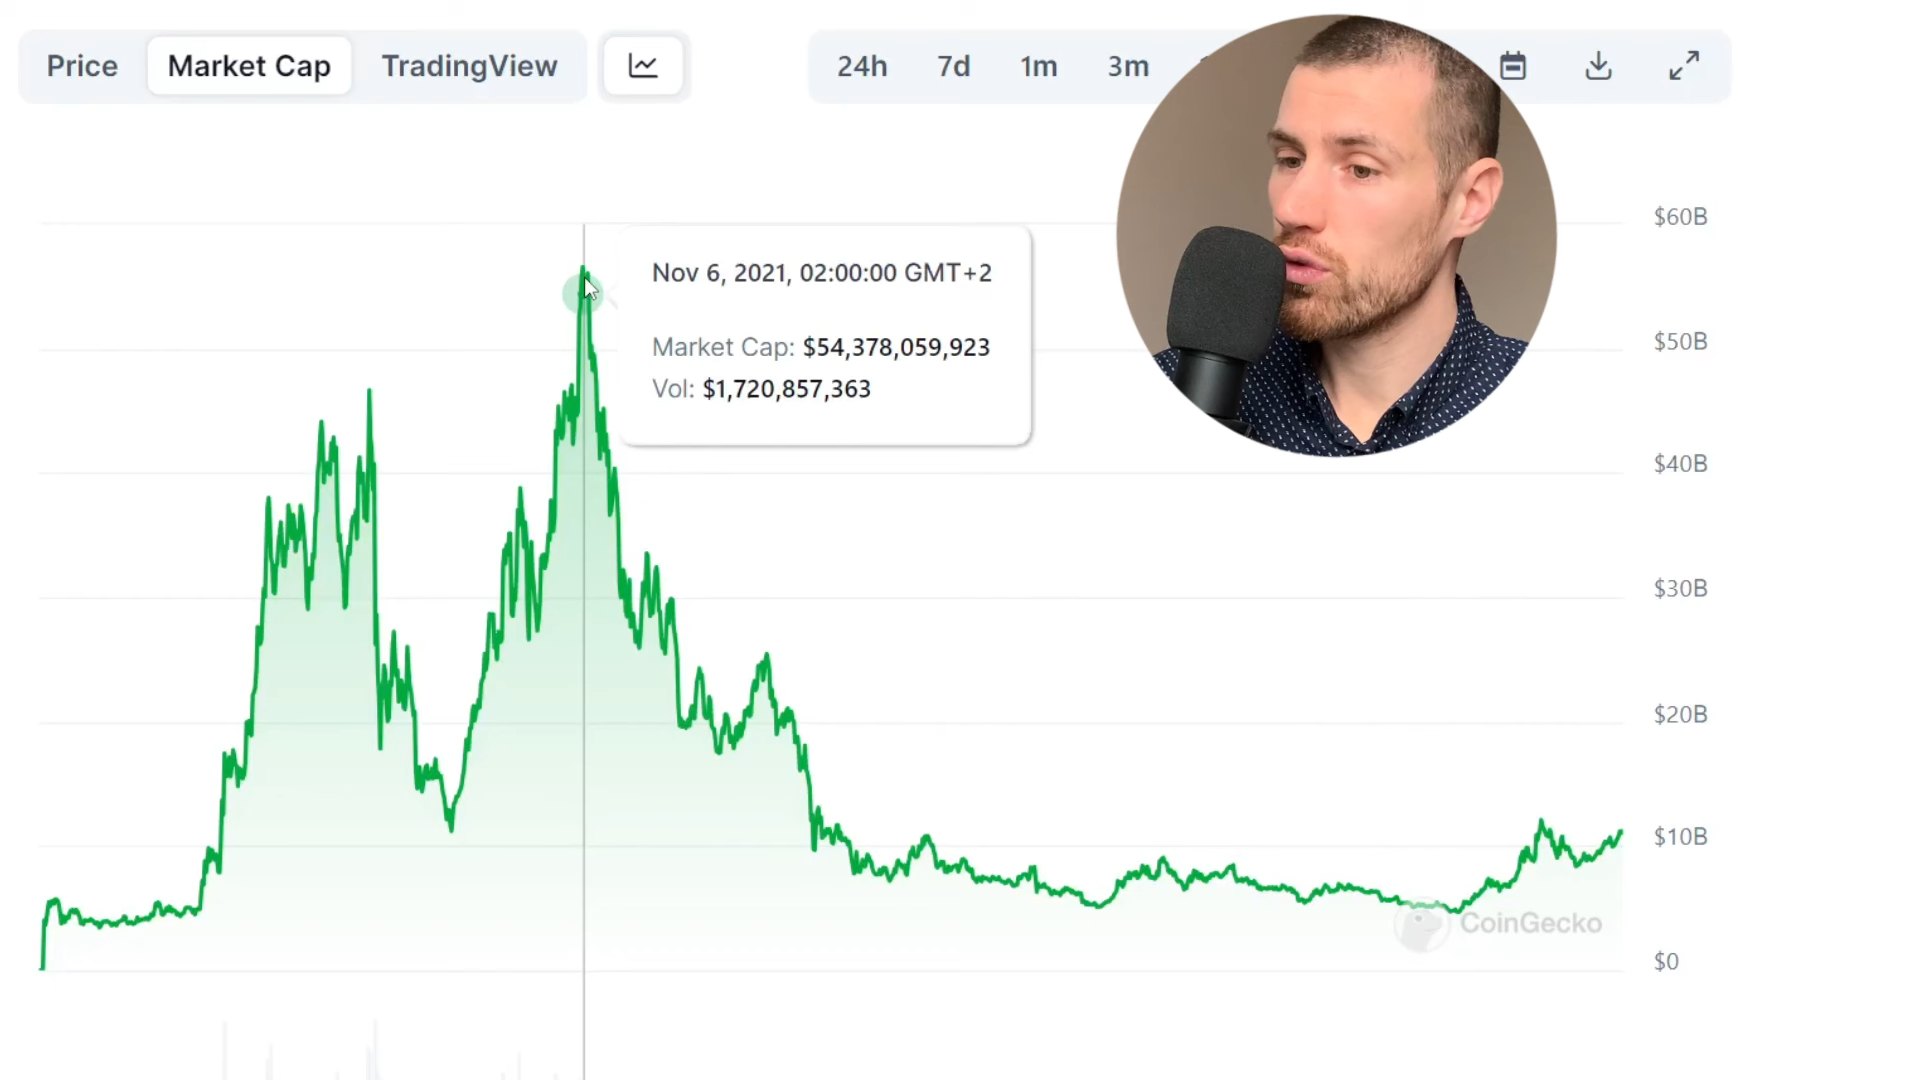 Price Market Cap TradingView 24h 7d 1m 3m
$60B
Nov 6, 2021, 02:00:00 GMT+2
Market Cap: $54,378,059,923
$50B
Vol: $1,720,857,363
$40B
$30B
$20B
$10B
CoinGecko
$0